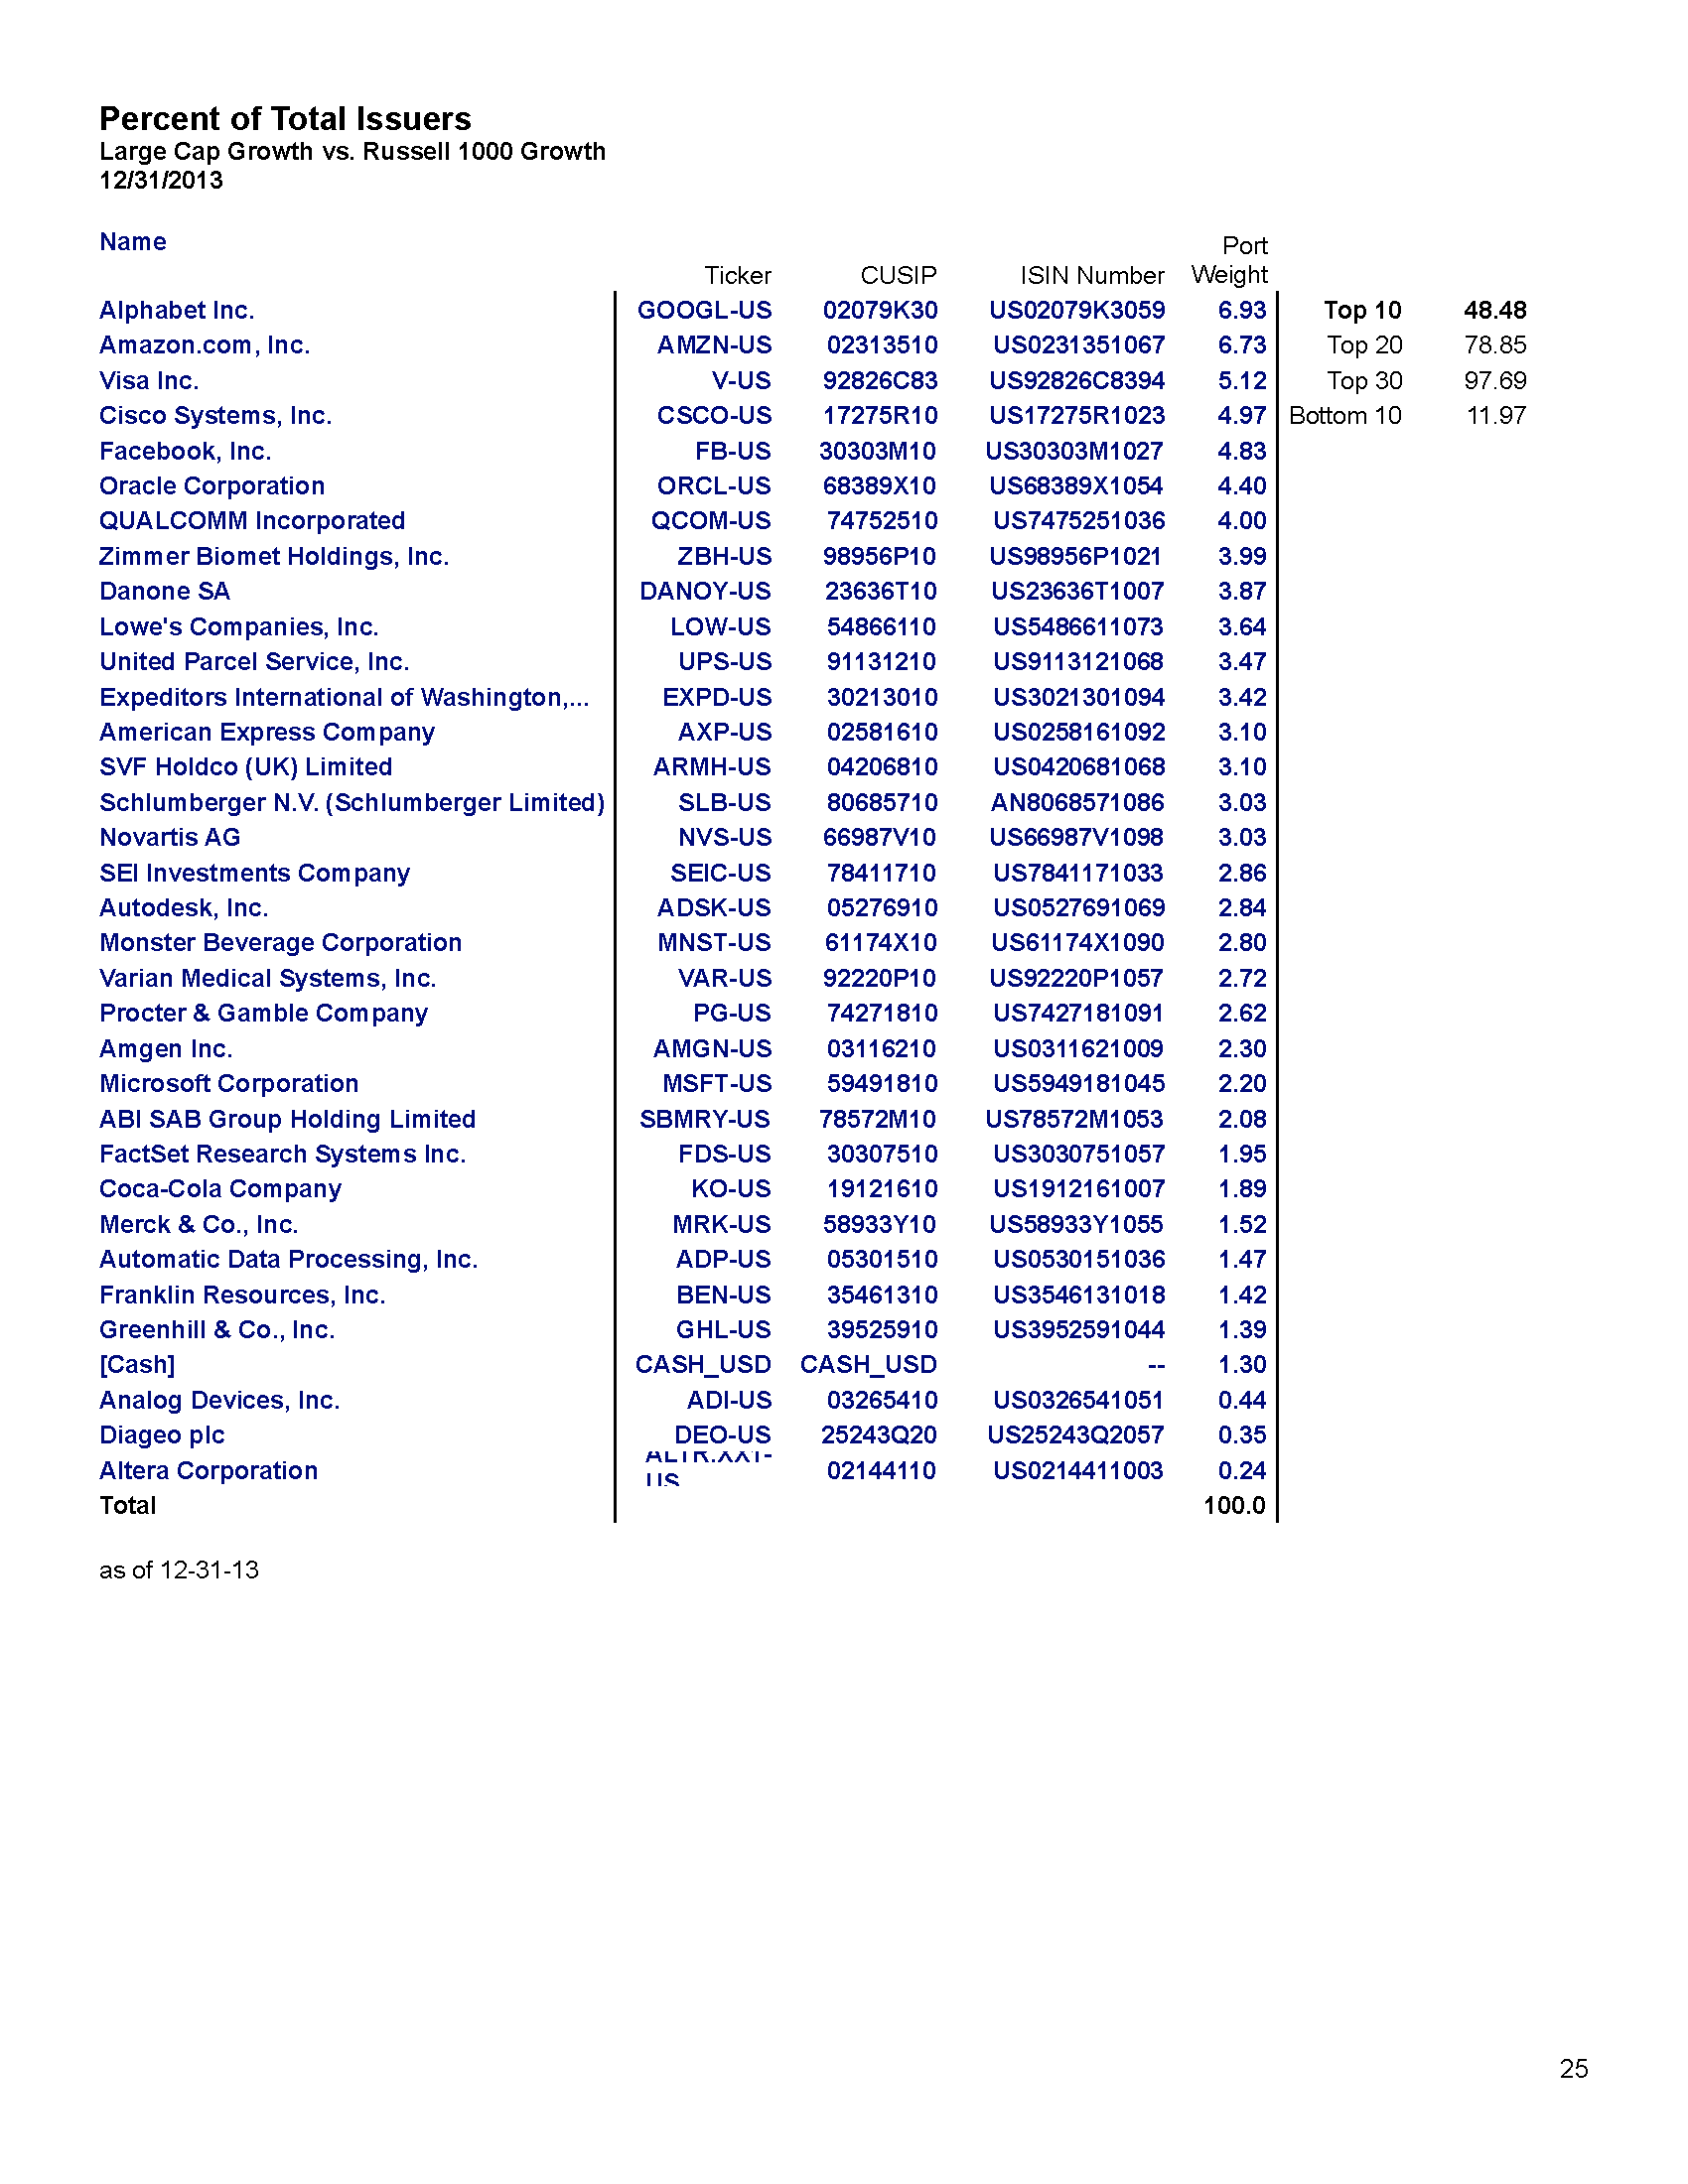 Percent of Total Issuers
Large Cap Growth vs. Russell 1000 Growth
12/31/2013
Name Ticker CUSIP ISIN Number Port Weight
Alphabet Inc. GOOGL-US 02079K30 US02079K3059 6.93 Top 10 48.48
Amazon.com, Inc. AMZN-US 02313510 US0231351067 6.73 Top 20 78.85
Visa Inc. V-US 92826C83 US92826C8394 5.12 Top 30 97.69
Cisco Systems, Inc. CSCO-US 17275R10 US17275R1023 4.97 Bottom 10 11.97
Facebook, Inc. FB-US 30303M10 US30303M1027 4.83
Oracle Corporation ORCL-US 68389X10 US68389X1054 4.40
QUALCOMM Incorporated QCOM-US 74752510 US7475251036 4.00
Zimmer Biomet Holdings, Inc. ZBH-US 98956P10 US98956P1021 3.99
Danone SA DANOY-US 23636T10 US23636T1007 3.87
Lowe's Companies, Inc. LOW-US 54866110 US5486611073 3.64
United Parcel Service, Inc. UPS-US 91131210 US9113121068 3.47
Expeditors International of Washington,... EXPD-US 30213010 US3021301094 3.42
American Express Company AXP-US 02581610 US0258161092 3.10
SVF Holdco (UK) Limited ARMH-US 04206810 US0420681068 3.10
Schlumberger N.V. (Schlumberger Limited) SLB-US 80685710 AN8068571086 3.03
Novartis AG NVS-US 66987V10 US66987V1098 3.03
SEI Investments Company SEIC-US 78411710 US7841171033 2.86
Autodesk, Inc. ADSK-US 05276910 US0527691069 2.84
Monster Beverage Corporation MNST-US 61174X10 US61174X1090 2.80
Varian Medical Systems, Inc. VAR-US 92220P10 US92220P1057 2.72
Procter & Gamble Company PG-US 74271810 US7427181091 2.62
Amgen Inc. AMGN-US 03116210 US0311621009 2.30
Microsoft Corporation MSFT-US 59491810 US5949181045 2.20
ABI SAB Group Holding Limited SBMRY-US 78572M10 US78572M1053 2.08
FactSet Research Systems Inc. FDS-US 30307510 US3030751057 1.95
Coca-Cola Company KO-US 19121610 US1912161007 1.89
Merck & Co., Inc. MRK-US 58933Y10 US58933Y1055 1.52
Automatic Data Processing, Inc. ADP-US 05301510 US0530151036 1.47
Franklin Resources, Inc. BEN-US 35461310 US3546131018 1.42
Greenhill & Co., Inc. GHL-US 39525910 US3952591044 1.39
[Cash] CASH_USD CASH_USD -- 1.30
Analog Devices, Inc. ADI-US 03265410 US0326541051 0.44
Diageo plc DEO-US 25243Q20 US25243Q2057 0.35
Altera Corporation 02144110 US0214411003 0.24
Total 100.0
as of 12-31-13
25